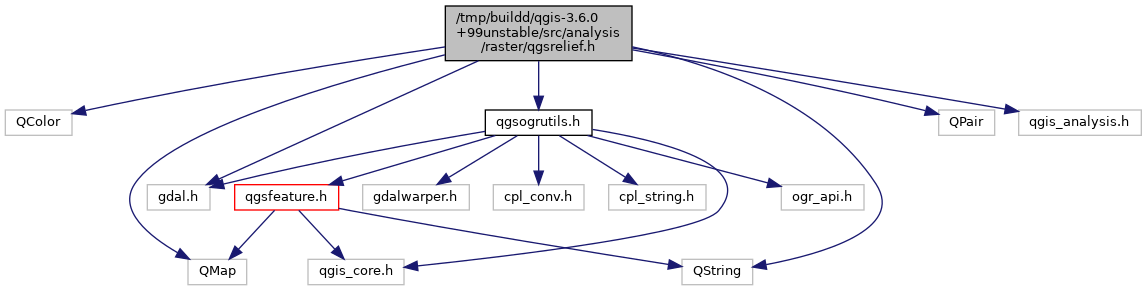 /tmp/buildd/qgis-3.6.0
+99unstable/src/analysis
/raster/qgsrelief.h
QColor
qgsogrutils.h
QPair
qgis_analysis.h
gdal.h
qgsfeature.h
gdalwarper.h
cpl_conv.h
cpl_string.h
ogr_api.h
QMap
qgis_core.h
QString